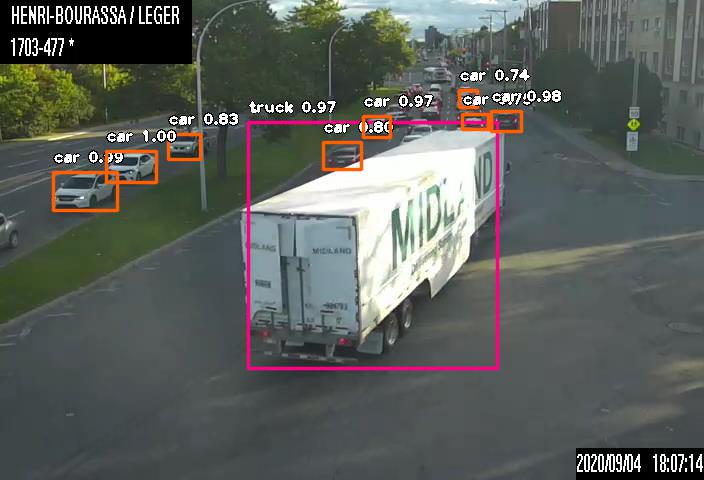 HENRI-BOURASSA / LEGER
1703-477 *
car 0.74
truck 0.97
car 0.97
car 0.98
car 0.83
car 0.80
car 1.00
car 0.99
MIDLAND
MIDLAND
MIDLAND
2020/09/04 18:07:14